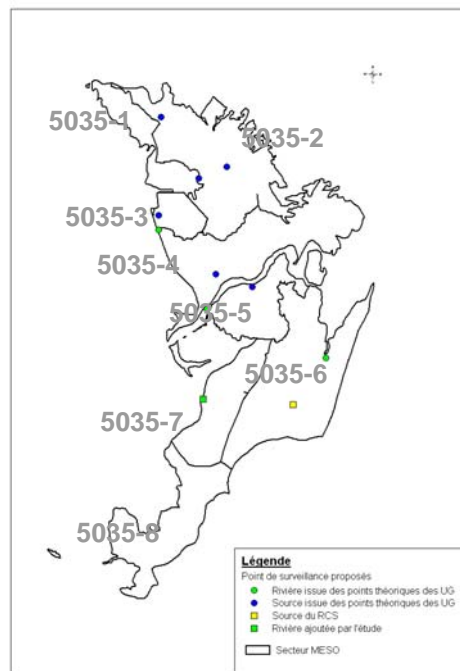 5035-1
5035-2
5035-3
5035-4
5035-5
5035-6
5035-7
5035-8
Légende
Point de surveillance proposés
Rivière issue des points théoriques des UG
Source issue des points théoriques des UG
Source du RCS
Rivière ajoutée par l'étude
Secteur MESO